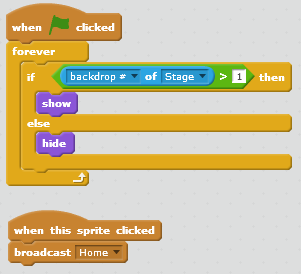 when clicked
forever
if backdrop # of Stage > 1 then
show
else
hide
when this sprite clicked
broadcast Home